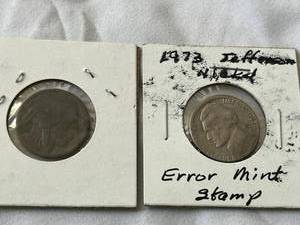 1973 Jefferson
Nickel
Error Mint
Stamp